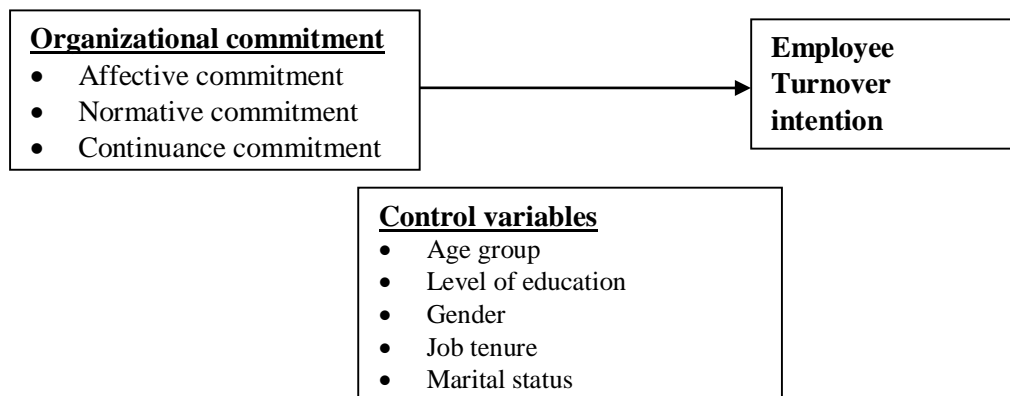 Organizational commitment
• Affective commitment
• Normative commitment
• Continuance commitment
Employee
Turnover
intention
Control variables
• Age group
• Level of education
• Gender
• Job tenure
• Marital status